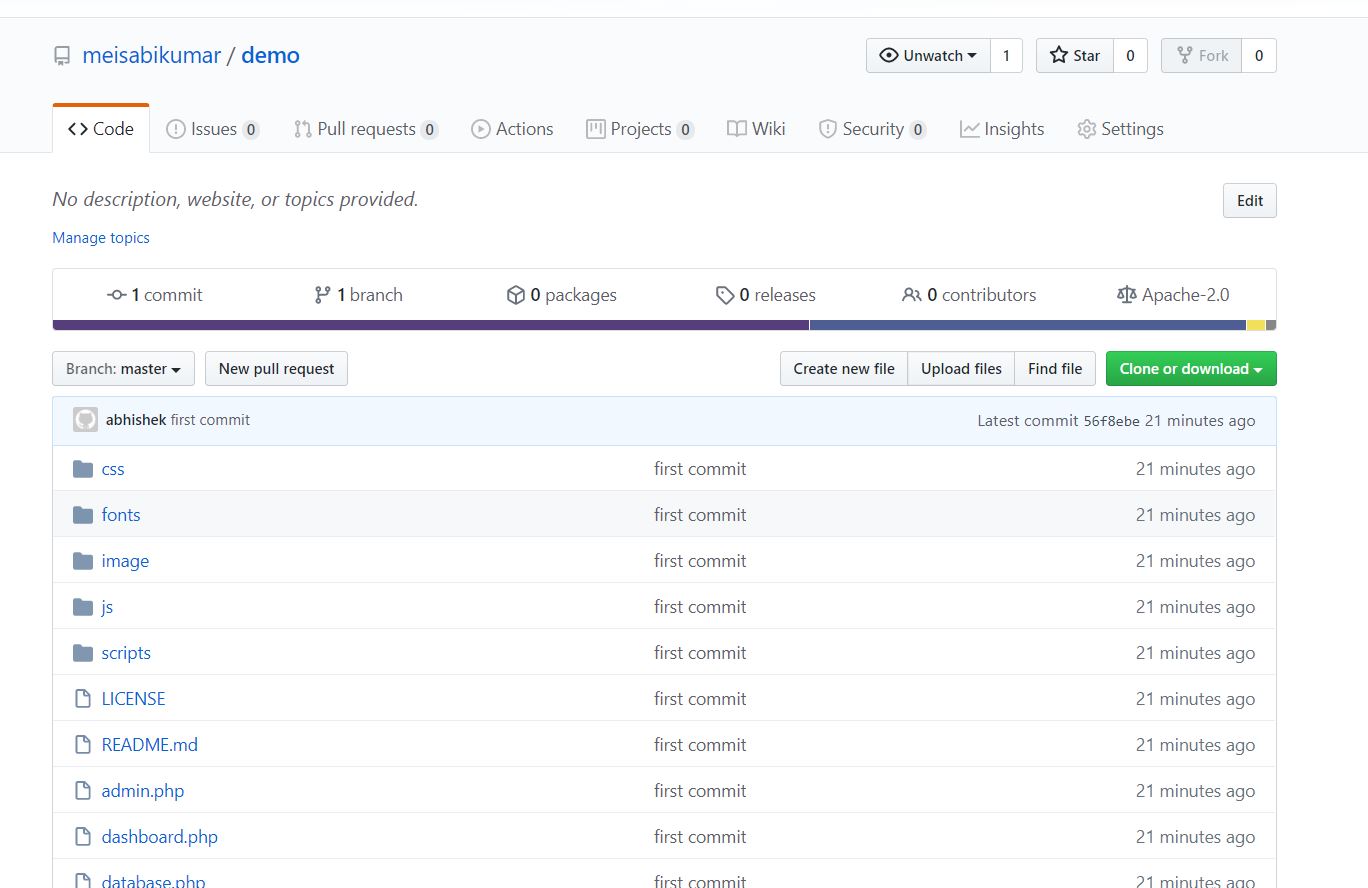 meisabikumar / demo
Unwatch 1 Star 0 Fork 0
Code Issues 0 Pull requests 0 Actions Projects 0 Wiki Security 0 Insights Settings
No description, website, or topics provided.
Edit
Manage topics
1 commit 1 branch 0 packages 0 releases 0 contributors Apache-2.0
Branch: master New pull request Create new file Upload files Find file Clone or download
abhishek first commit Latest commit 56f8ebe 21 minutes ago
css first commit 21 minutes ago
fonts first commit 21 minutes ago
image first commit 21 minutes ago
js first commit 21 minutes ago
scripts first commit 21 minutes ago
LICENSE first commit 21 minutes ago
README.md first commit 21 minutes ago
admin.php first commit 21 minutes ago
dashboard.php first commit 21 minutes ago
database.php first commit 21 minutes ago